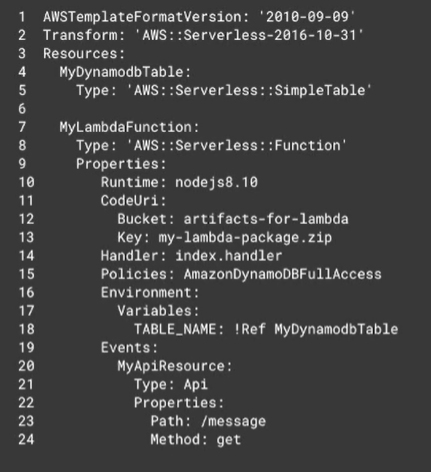 1 AWSTemplateFormatVersion: '2010-09-09'
2 Transform: 'AWS::Serverless-2016-10-31'
3 Resources:
4   MyDynamodbTable:
5     Type: 'AWS::Serverless::SimpleTable'
6
7   MyLambdaFunction:
8     Type: 'AWS::Serverless::Function'
9     Properties:
10       Runtime: nodejs8.10
11       CodeUri:
12         Bucket: artifacts-for-lambda
13         Key: my-lambda-package.zip
14       Handler: index.handler
15       Policies: AmazonDynamoDBFullAccess
16       Environment:
17         Variables:
18           TABLE_NAME: !Ref MyDynamodbTable
19       Events:
20         MyApiResource:
21           Type: Api
22           Properties:
23             Path: /message
24             Method: get